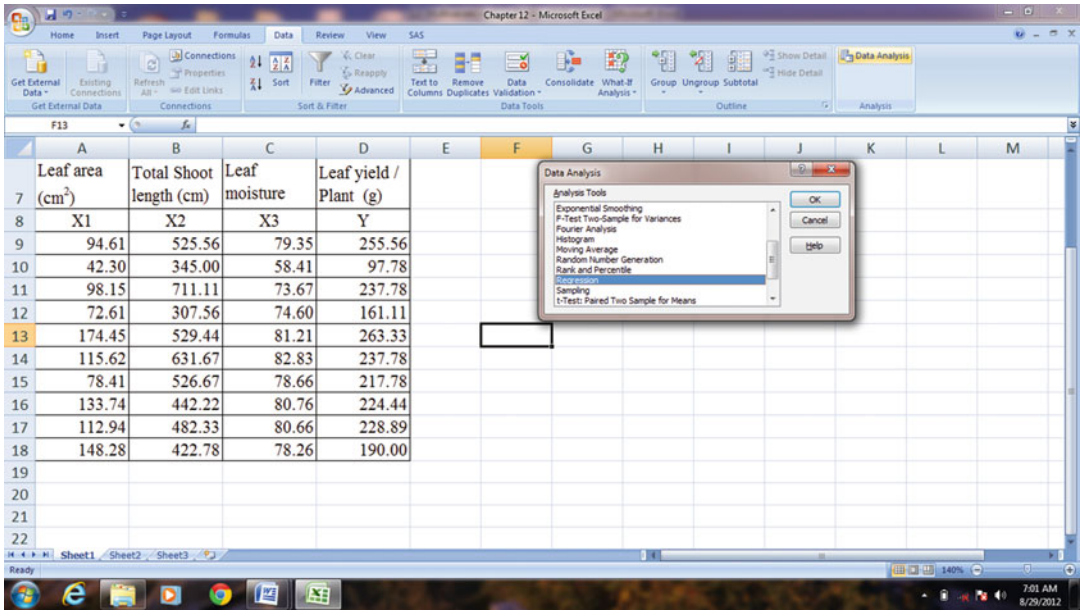 Chapter 12 - Microsoft Excel
Home Insert Page Layout Formulas Data Review View SAS
Get External Data
Existing Connections
Refresh All
Connections
Properties
Edit Links
Sort
Filter
Clear
Reapply
Advanced
Text to Columns
Remove Duplicates
Data Validation
Consolidate
What-If Analysis
Group
Ungroup
Subtotal
Show Detail
Hide Detail
Data Analysis
Get External Data Connections Sort & Filter Data Tools Outline Analysis
F13 fx
A B C D E F G H I J K L M
7 Leaf area (cm²) Total Shoot length (cm) Leaf moisture Leaf yield / Plant (g)
8 X1 X2 X3 Y
9 94.61 525.56 79.35 255.56
10 42.30 345.00 58.41 97.78
11 98.15 711.11 73.67 237.78
12 72.61 307.56 74.60 161.11
13 174.45 529.44 81.21 263.33
14 115.62 631.67 82.83 237.78
15 78.41 526.67 78.66 217.78
16 133.74 442.22 80.76 224.44
17 112.94 482.33 80.66 228.89
18 148.28 422.78 78.26 190.00
19
20
21
22
Data Analysis
Analysis Tools
Exponential Smoothing
F-Test Two-Sample for Variances
Fourier Analysis
Histogram
Moving Average
Random Number Generation
Rank and Percentile
Regression
Sampling
t-Test: Paired Two Sample for Means
OK
Cancel
Help
Sheet1 Sheet2 Sheet3
Ready 140%
7:01 AM
8/29/2012